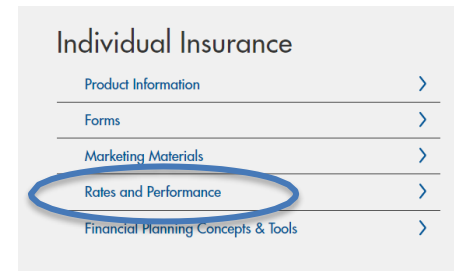 Individual Insurance
Product Information
Forms
Marketing Materials
Rates and Performance
Financial Planning Concepts & Tools